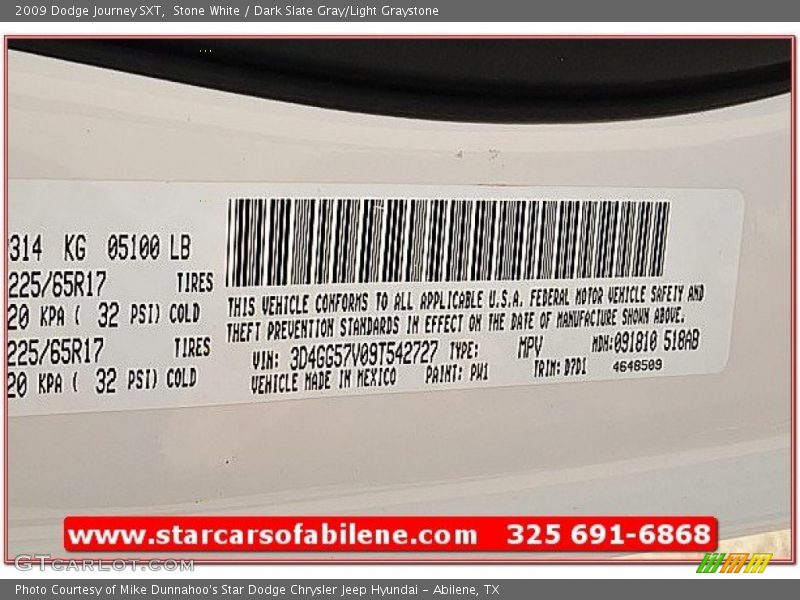 2009 Dodge Journey SXT, Stone White / Dark Slate Gray/Light Graystone
314 KG 05100 LB
225/65R17 TIRES
20 KPA ( 32 PSI) COLD
225/65R17 TIRES
20 KPA ( 32 PSI) COLD
THIS VEHICLE CONFORMS TO ALL APPLICABLE U.S.A. FEDERAL MOTOR VEHICLE SAFETY AND
THEFT PREVENTION STANDARDS IN EFFECT ON THE DATE OF MANUFACTURE SHOWN ABOVE.
VIN: 3D4GG57V09T542727 TYPE: MPV MDH:091810 518AB
VEHICLE MADE IN MEXICO PAINT: PW1 TRIM: B7D1 4648509
www.starcarsofabilene.com 325 691-6868
GTCARLOT.COM
Photo Courtesy of Mike Dunnahoo's Star Dodge Chrysler Jeep Hyundai - Abilene, TX